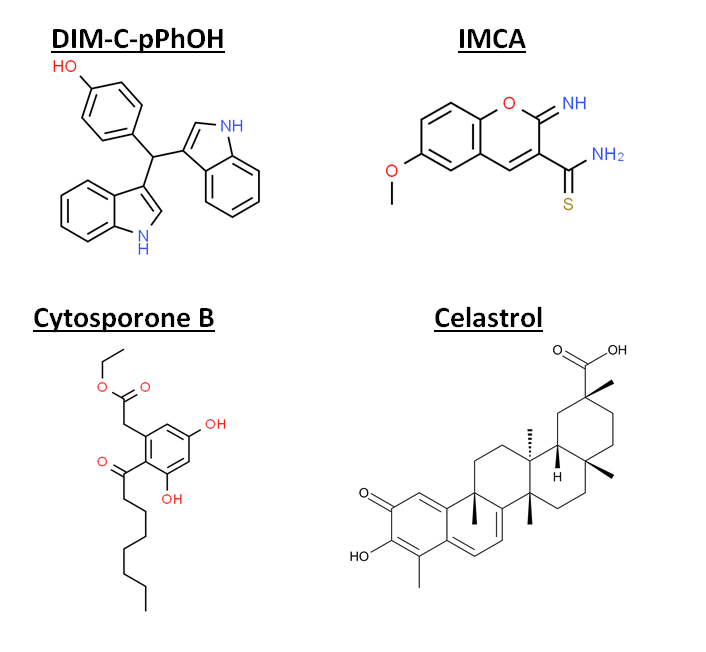 DIM-C-pPhOH
IMCA
HO
NH
O
NH
NH₂
O
S
N
H
Cytosporone B
Celastrol
O
OH
O
O
OH
O
OH
H
O
HO